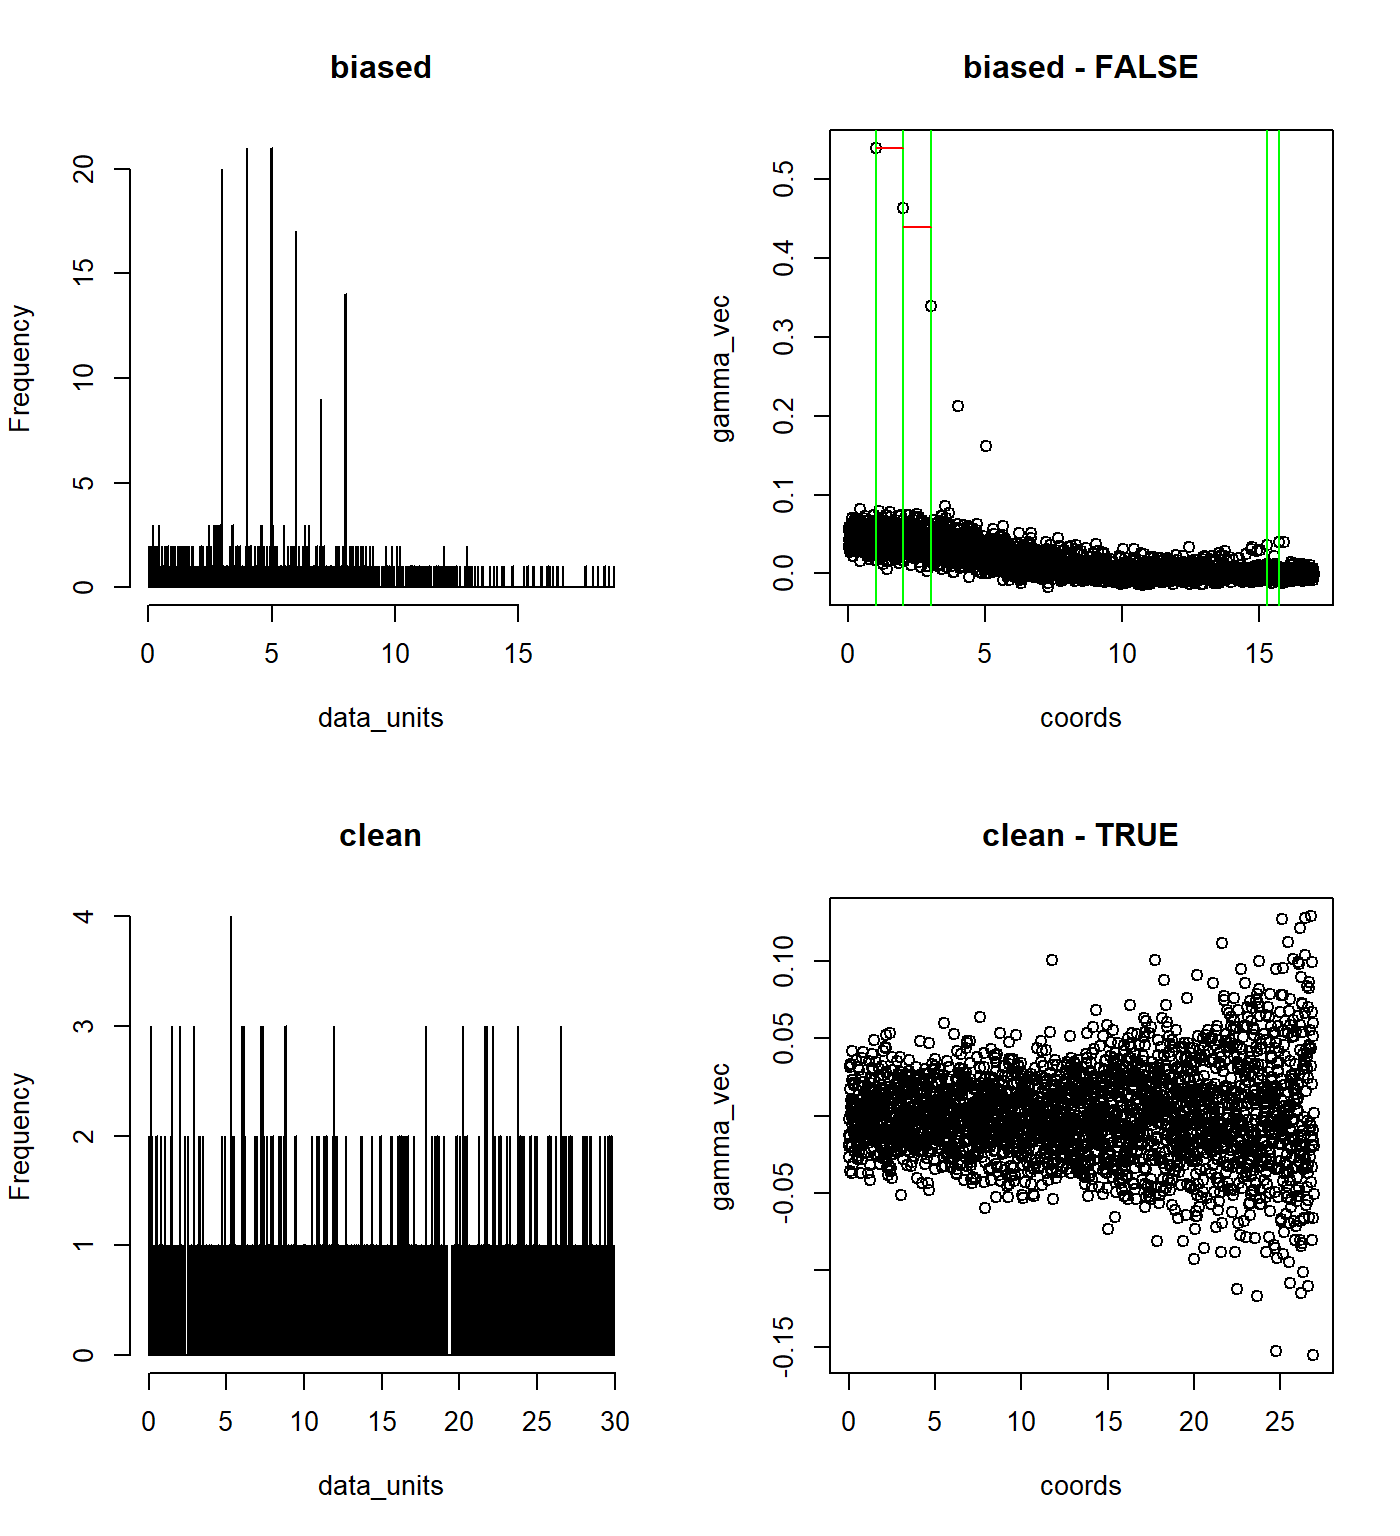 biased
Frequency
0 5 10 15 20
0 5 10 15
data_units
biased - FALSE
gamma_vec
0.0 0.1 0.2 0.3 0.4 0.5
0 5 10 15
coords
clean
Frequency
0 1 2 3 4
0 5 10 15 20 25 30
data_units
clean - TRUE
gamma_vec
-0.15 -0.05 0.05 0.10
0 5 10 15 20 25
coords